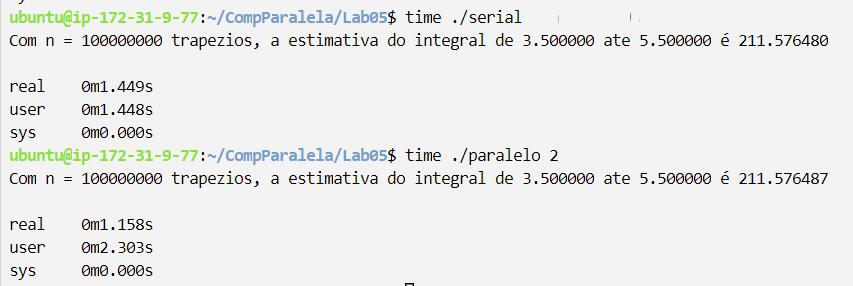 ubuntu@ip-172-31-9-77:~/CompParalela/Lab05$ time ./serial
Com n = 100000000 trapezios, a estimativa do integral de 3.500000 ate 5.500000 é 211.576480
real 0m1.449s
user 0m1.448s
sys 0m0.000s
ubuntu@ip-172-31-9-77:~/CompParalela/Lab05$ time ./paralelo 2
Com n = 100000000 trapezios, a estimativa do integral de 3.500000 ate 5.500000 é 211.576487
real 0m1.158s
user 0m2.303s
sys 0m0.000s